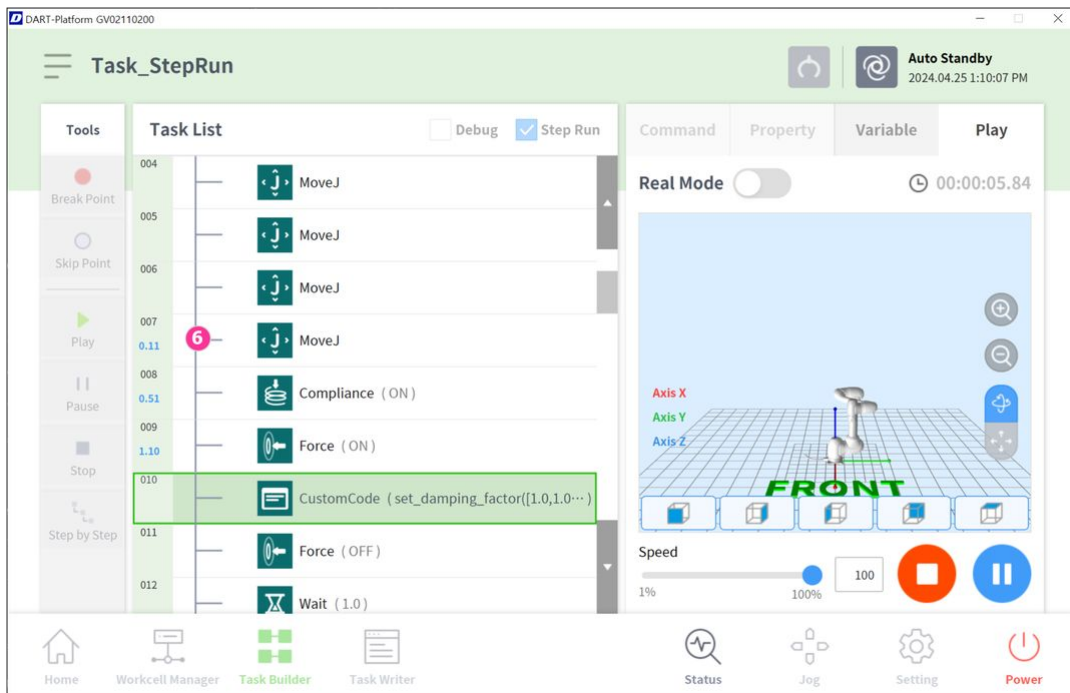 DART-Platform GV02110200
Task_StepRun
Auto Standby
2024.04.25 1:10:07 PM
Tools
Task List
Debug
Step Run
Command
Property
Variable
Play
Break Point
Skip Point
Play
Pause
Stop
Step by Step
004
MoveJ
005
MoveJ
006
MoveJ
007
0.11
6
MoveJ
008
0.51
Compliance ( ON )
009
1.10
Force ( ON )
010
CustomCode ( set_damping_factor([1.0,1.0··· )
011
Force ( OFF )
012
Wait ( 1.0 )
Real Mode
00:00:05.84
Axis X
Axis Y
Axis Z
FRONT
Speed
1%
100%
100
Home
Workcell Manager
Task Builder
Task Writer
Status
Jog
Setting
Power